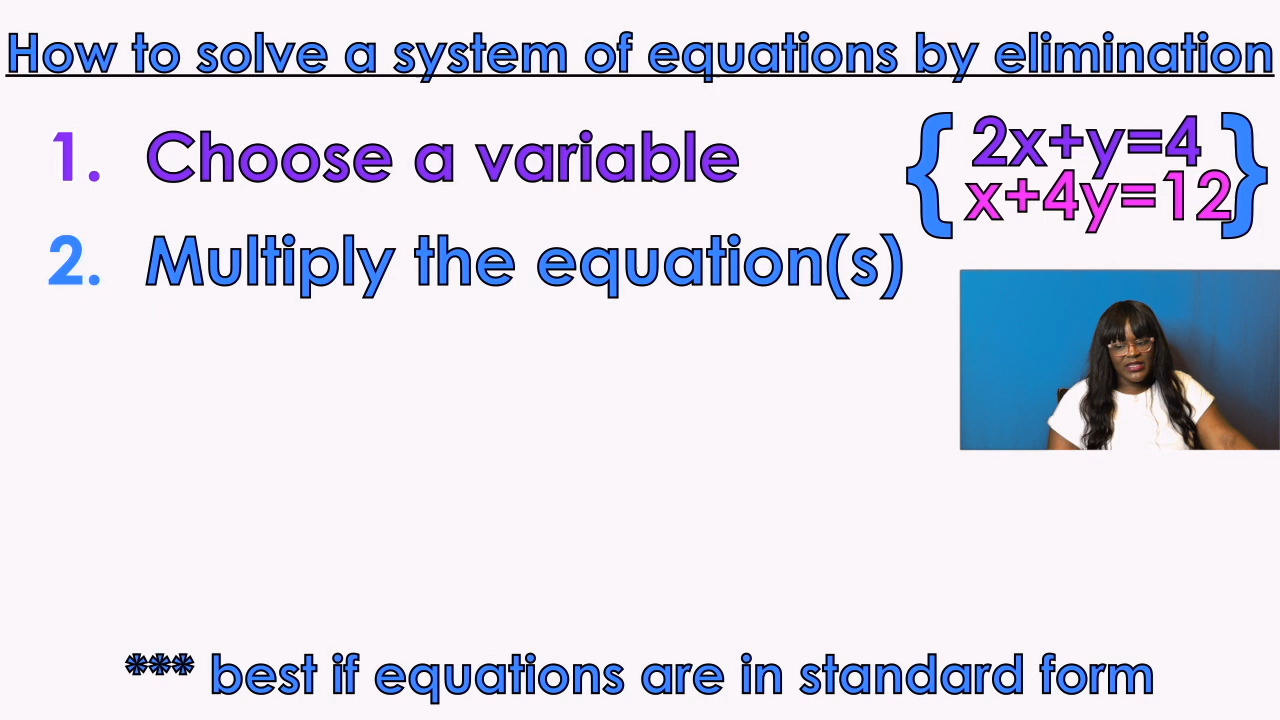 How to solve a system of equations by elimination
1. Choose a variable
{ 2x+y=4 }
x+4y=12
2. Multiply the equation(s)
*** best if equations are in standard form